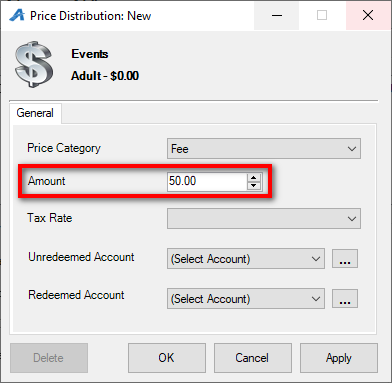 Price Distribution: New
Events
Adult - $0.00
General
Price Category Fee
Amount 50.00
Tax Rate
Unredeemed Account (Select Account) ...
Redeemed Account (Select Account) ...
Delete OK Cancel Apply